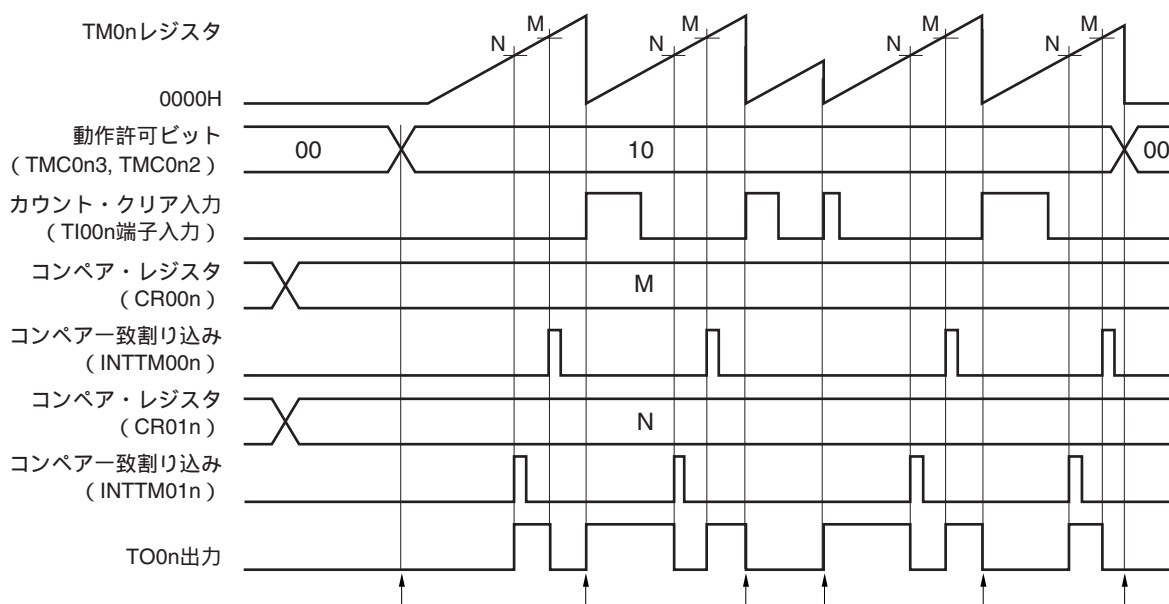 TM0nレジスタ
N
M
N
M
N
M
N
M
0000H
動作許可ビット
（TMC0n3, TMC0n2）
00
10
00
カウント・クリア入力
（TI00n端子入力）
コンペア・レジスタ
（CR00n）
M
コンペア一致割り込み
（INTTM00n）
コンペア・レジスタ
（CR01n）
N
コンペア一致割り込み
（INTTM01n）
TO0n出力